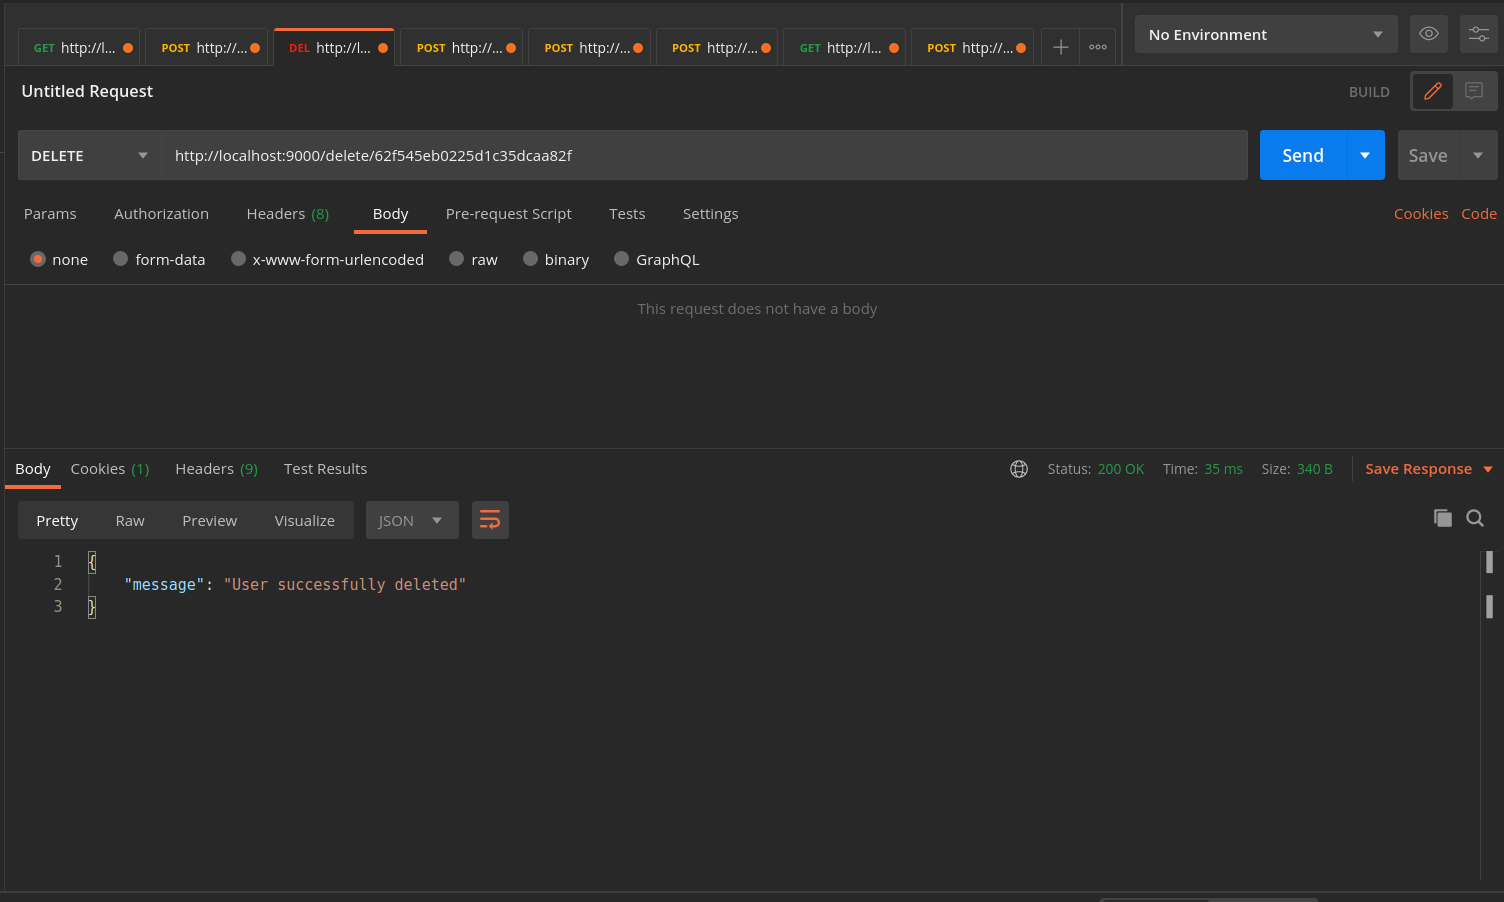 GET http://l... POST http://... DEL http://l... POST http://... POST http://... POST http://... GET http://l... POST http://... No Environment
Untitled Request BUILD
DELETE http://localhost:9000/delete/62f545eb0225d1c35dcaa82f Send Save
Params Authorization Headers (8) Body Pre-request Script Tests Settings Cookies Code
none form-data x-www-form-urlencoded raw binary GraphQL
This request does not have a body
Body Cookies (1) Headers (9) Test Results Status: 200 OK Time: 35 ms Size: 340 B Save Response
Pretty Raw Preview Visualize JSON
1 {
2 "message": "User successfully deleted"
3 }